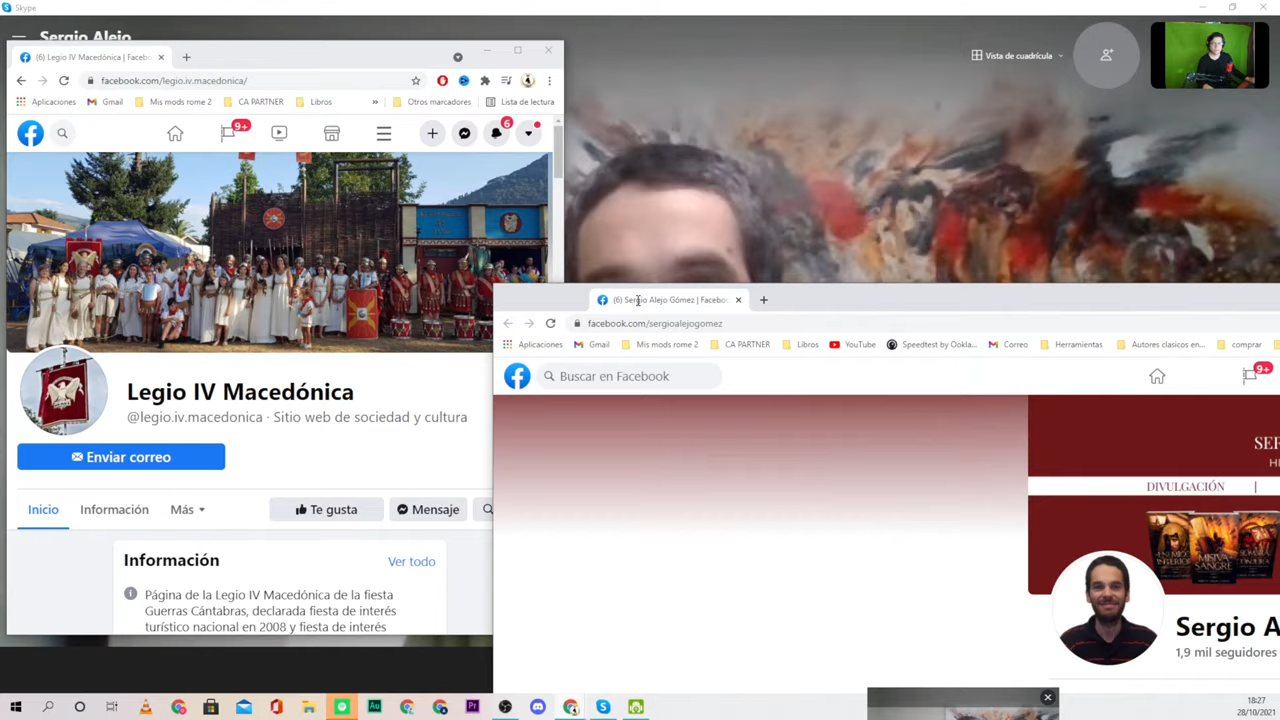 Skype
Sergio Alejo
Vista de cuadrícula
(6) Legio IV Macedónica | Facebo
facebook.com/legio.iv.macedonica/
Aplicaciones Gmail Mis mods rome 2 CA PARTNER Libros » Otros marcadores Lista de lectura
9+
6
Legio IV Macedónica
@legio.iv.macedonica · Sitio web de sociedad y cultura
Enviar correo
Inicio Información Más Te gusta Mensaje
Información Ver todo
Página de la Legio IV Macedónica de la fiesta
Guerras Cántabras, declarada fiesta de interés
turístico nacional en 2008 y fiesta de interés
(6) Sergio Alejo Gómez | Facebo
facebook.com/sergioalejogomez
Aplicaciones Gmail Mis mods rome 2 CA PARTNER Libros YouTube Speedtest by Ookla... Correo Herramientas Autores clasicos en... comprar
Buscar en Facebook
9+
SER
DIVULGACIÓN |
MISIVA
SANGRE
SOMBRA
CONJURA
Sergio A
1,9 mil seguidores
18:27
28/10/2021